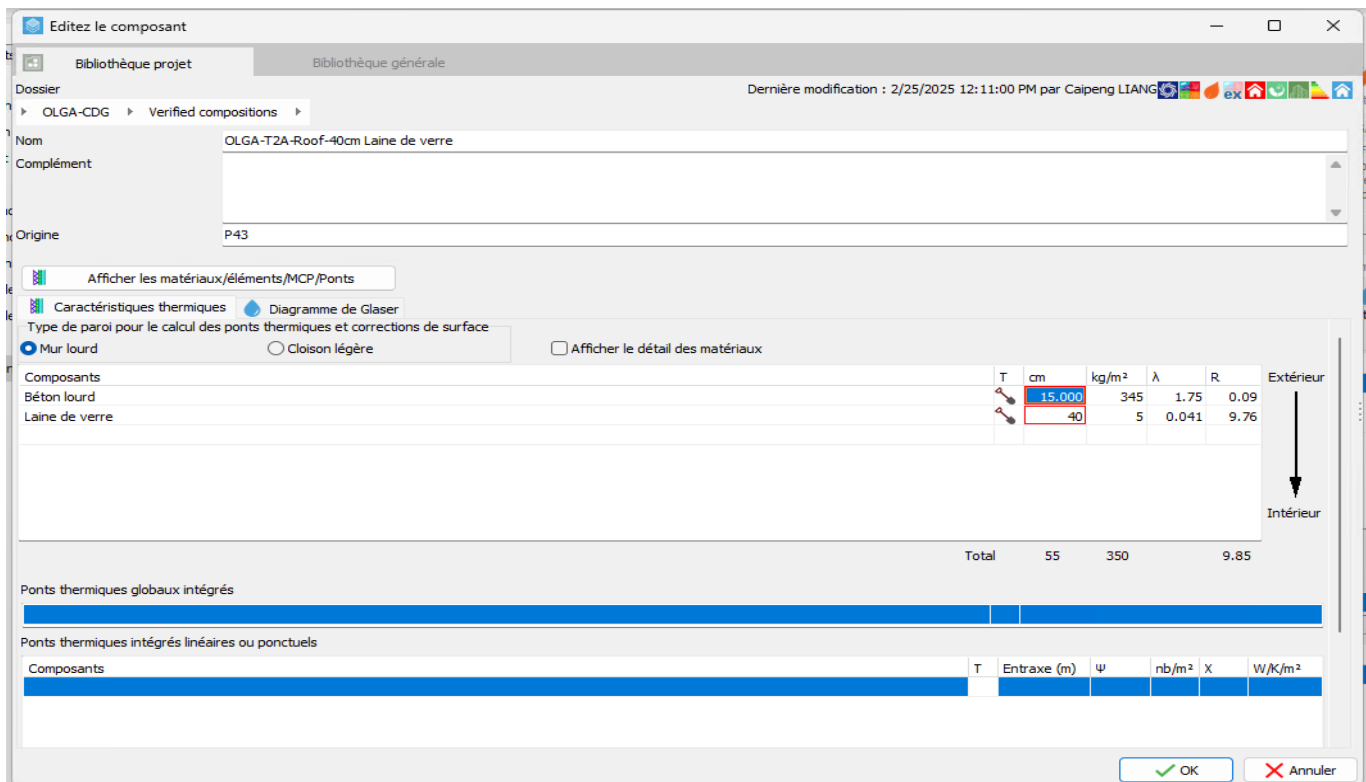 Editez le composant
Bibliothèque projet Bibliothèque générale
Dossier Dernière modification : 2/25/2025 12:11:00 PM par Caipeng LIANG
OLGA-CDG Verified compositions
Nom OLGA-T2A-Roof-40cm Laine de verre
Complément
Origine P43
Afficher les matériaux/éléments/MCP/Ponts
Caractéristiques thermiques Diagramme de Glaser
Type de paroi pour le calcul des ponts thermiques et corrections de surface
Mur lourd Cloison légère Afficher le détail des matériaux
Composants T cm kg/m² λ R Extérieur
Béton lourd 15.000 345 1.75 0.09
Laine de verre 40 5 0.041 9.76
Intérieur
Total 55 350 9.85
Ponts thermiques globaux intégrés
Ponts thermiques intégrés linéaires ou ponctuels
Composants T Entraxe (m) Ψ nb/m² X W/K/m²
OK Annuler